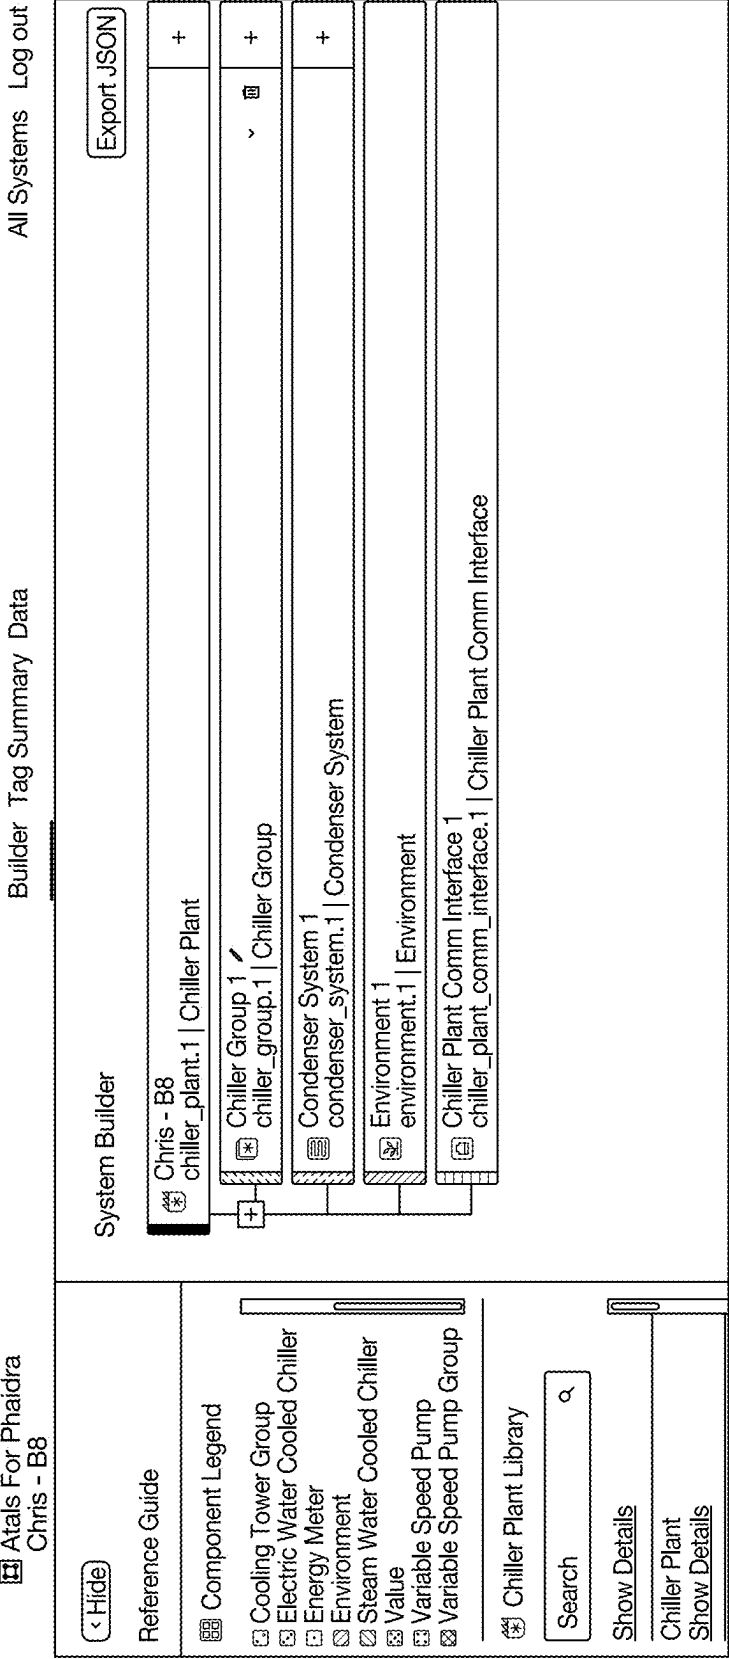 Atals For Phaidra
Chris - B8
Builder Tag Summary Data
All Systems Log out
< Hide
Reference Guide
Component Legend
Cooling Tower Group
Electric Water Cooled Chiller
Energy Meter
Environment
Steam Water Cooled Chiller
Value
Variable Speed Pump
Variable Speed Pump Group
Chiller Plant Library
Search
Show Details
Chiller Plant
Show Details
System Builder
Export JSON
Chris - B8
chiller_plant.1 | Chiller Plant
+
Chiller Group 1
chiller_group.1 | Chiller Group
+
+
Condenser System 1
condenser_system.1 | Condenser System
+
Environment 1
environment.1 | Environment
Chiller Plant Comm Interface 1
chiller_plant_comm_interface.1 | Chiller Plant Comm Interface